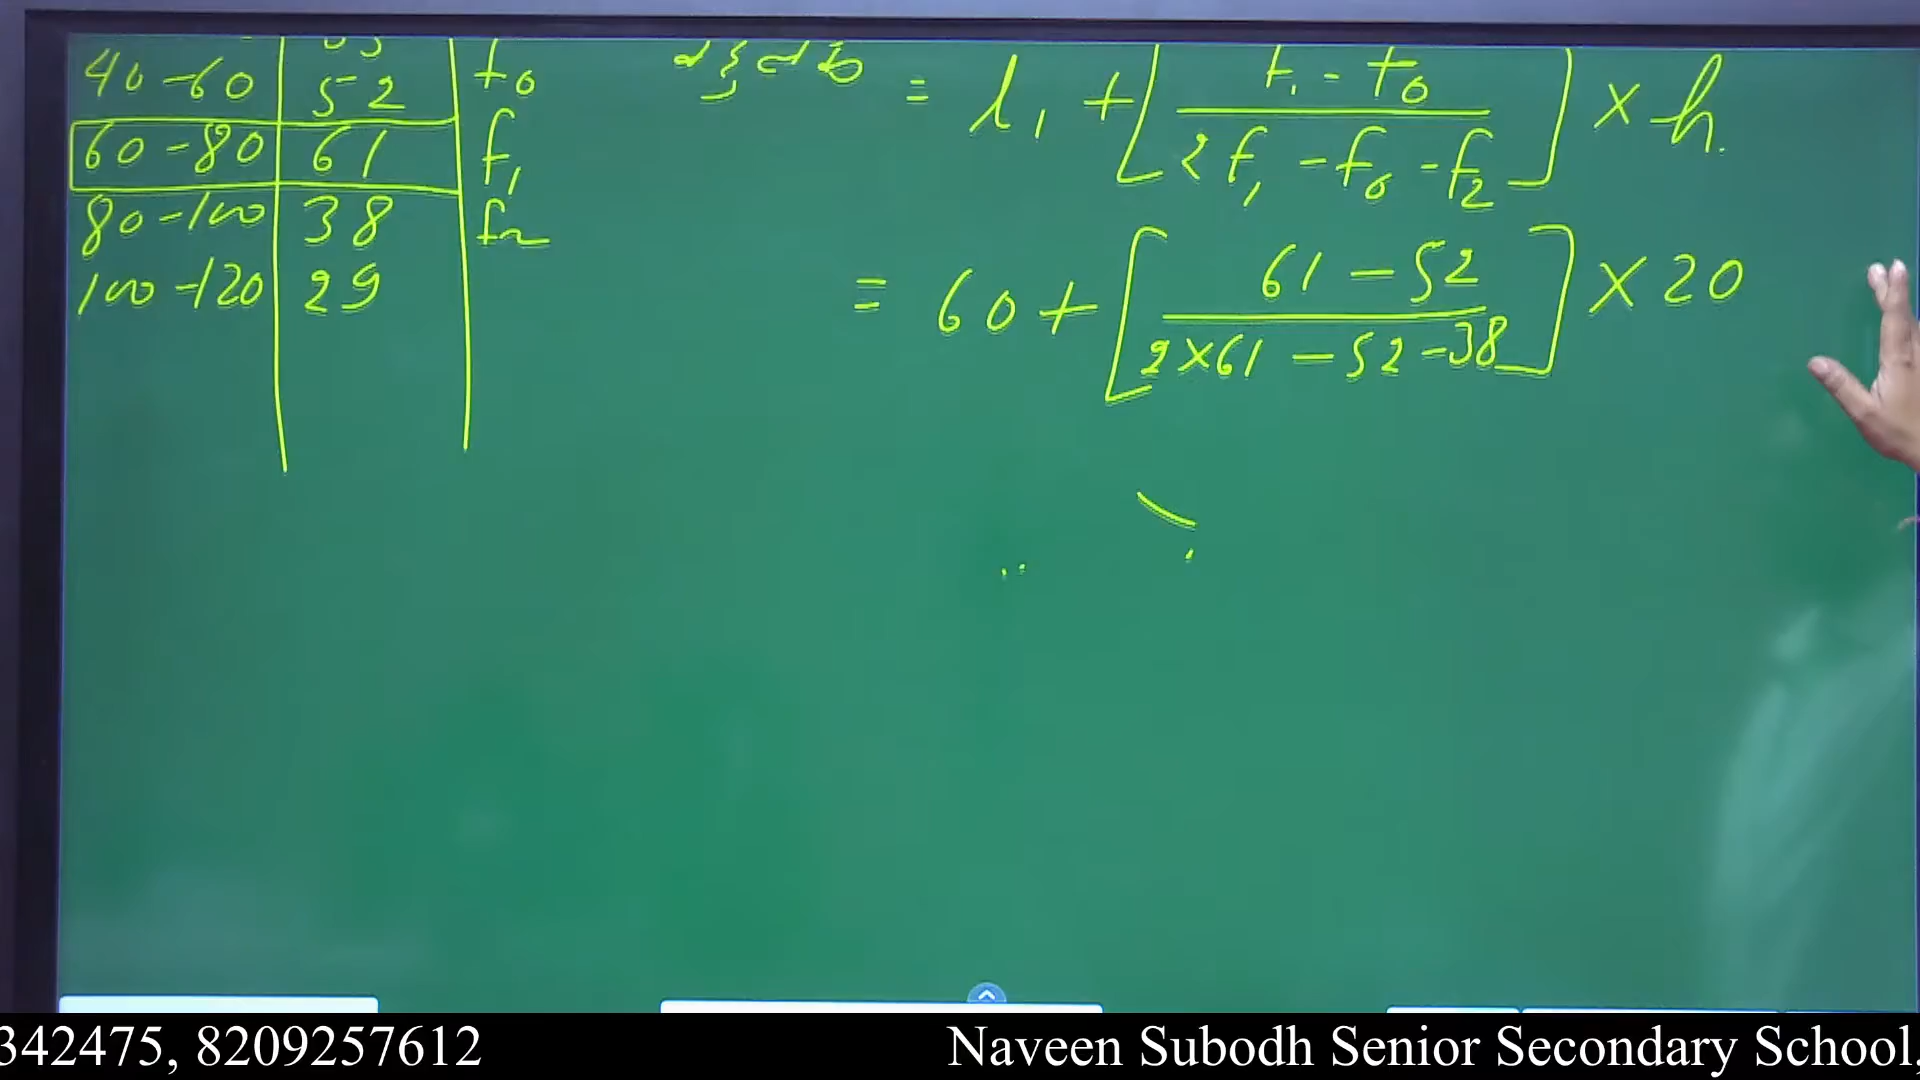 40-60 52 f₀
60-80 61 f₁
80-100 38 f₂
100-120 29
= l₁ + [ f₁ - f₀ / 2f₁ - f₀ - f₂ ] × h.
= 60 + [ 61 - 52 / 2×61 - 52 - 38 ] × 20
342475, 8209257612 Naveen Subodh Senior Secondary School,